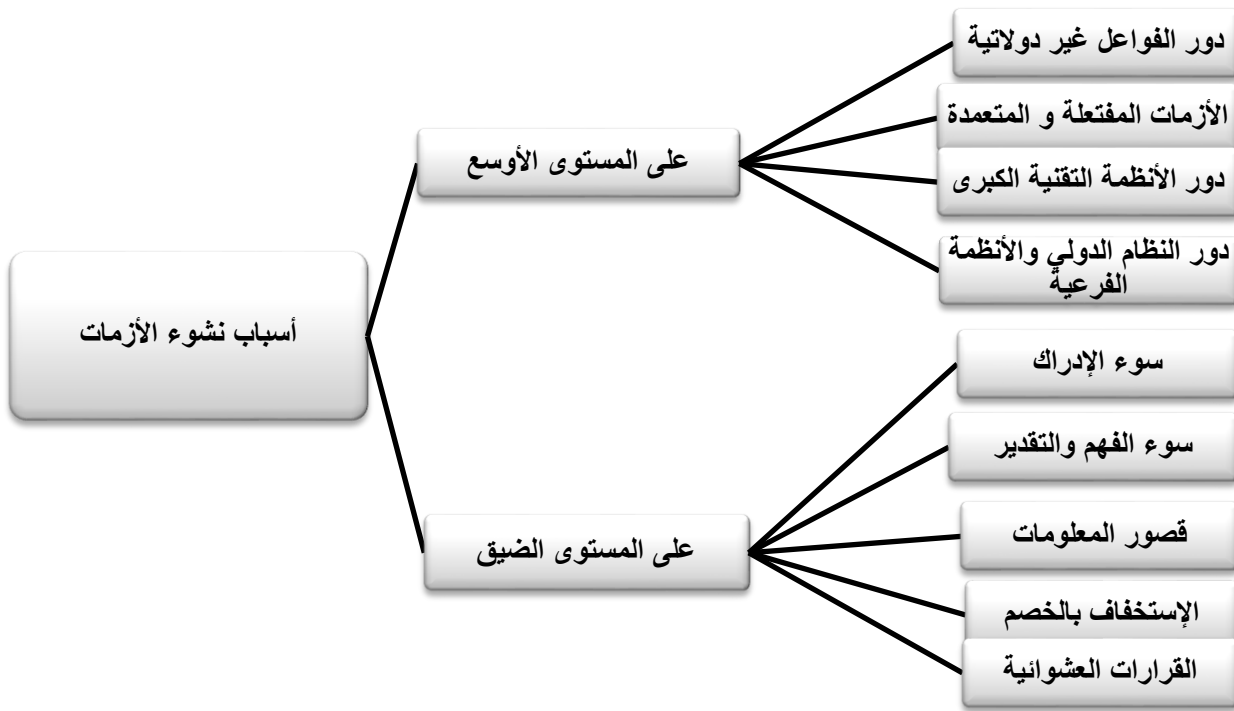 أسباب نشوء الأزمات
على المستوى الأوسع
دور الفواعل غير دولاتية
الأزمات المفتعلة و المتعمدة
دور الأنظمة التقنية الكبرى
دور النظام الدولي والأنظمة
الفرعية
على المستوى الضيق
سوء الإدراك
سوء الفهم والتقدير
قصور المعلومات
الإستخفاف بالخصم
القرارات العشوائية